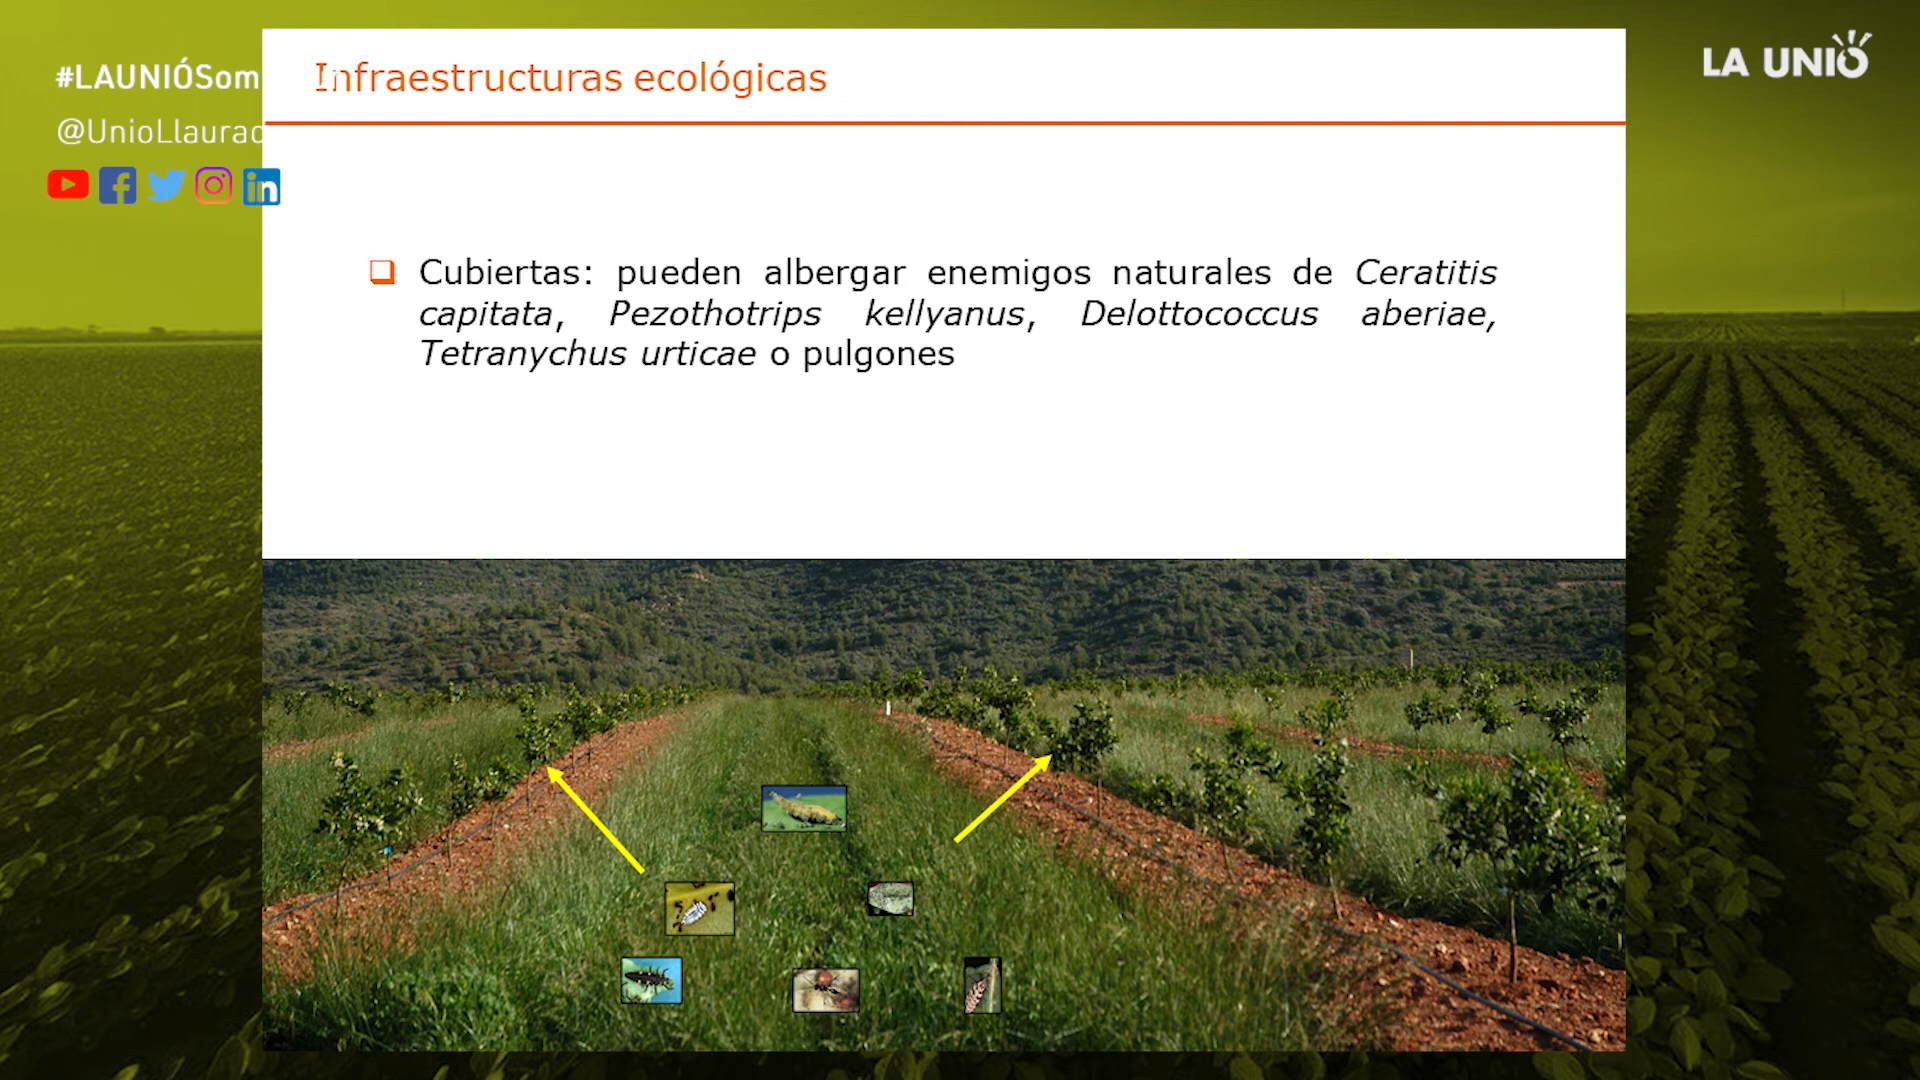 #LAUNIÓSom
@UnioLlaurad
LA UNIÓ
Infraestructuras ecológicas
Cubiertas: pueden albergar enemigos naturales de Ceratitis
capitata, Pezothotrips kellyanus, Delottococcus aberiae,
Tetranychus urticae o pulgones